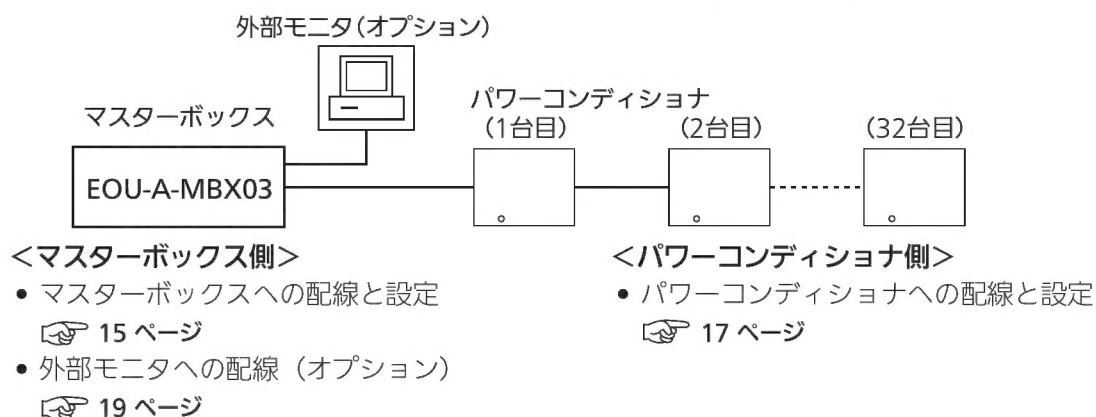 外部モニタ(オプション)
マスターボックス
パワーコンディショナ
(1台目)
(2台目)
(32台目)
EOU-A-MBX03
<マスターボックス側>
• マスターボックスへの配線と設定
☞ 15 ページ
• 外部モニタへの配線(オプション)
☞ 19 ページ
<パワーコンディショナ側>
• パワーコンディショナへの配線と設定
☞ 17 ページ